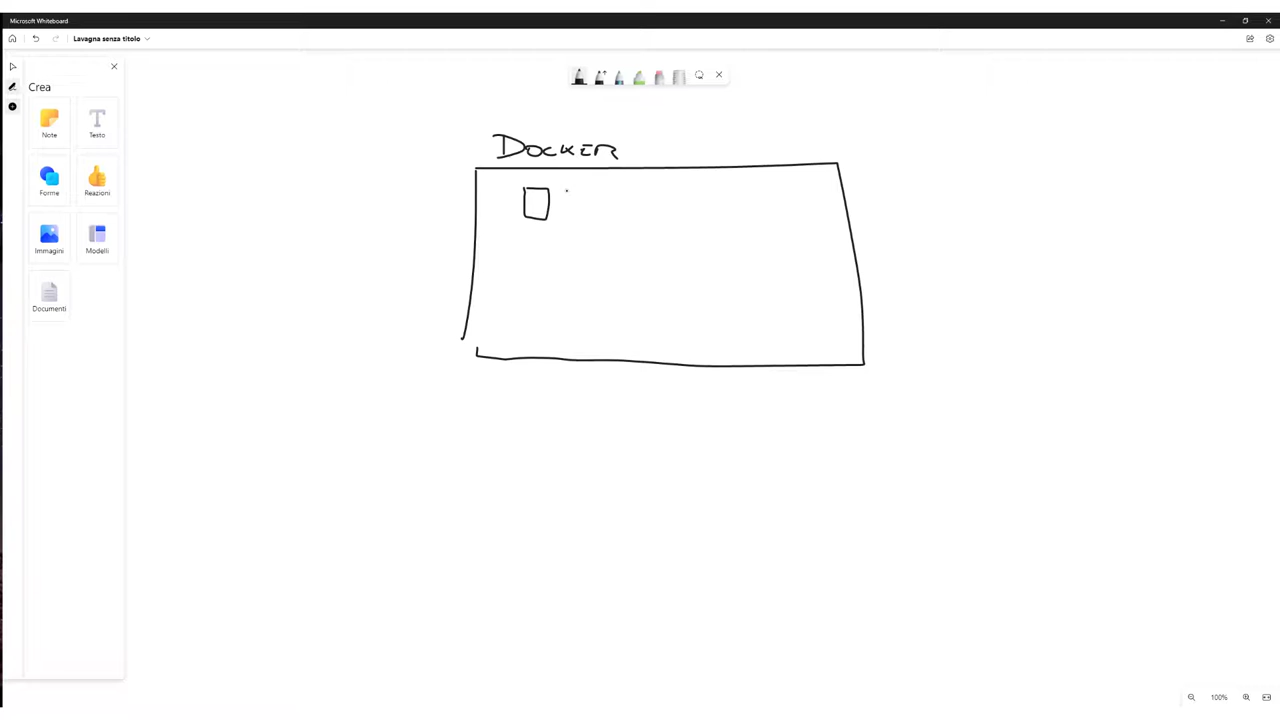 Microsoft Whiteboard
Lavagna senza titolo
Crea
Note
Testo
Forme
Reazioni
Immagini
Modelli
Documenti
DOCKER
100%